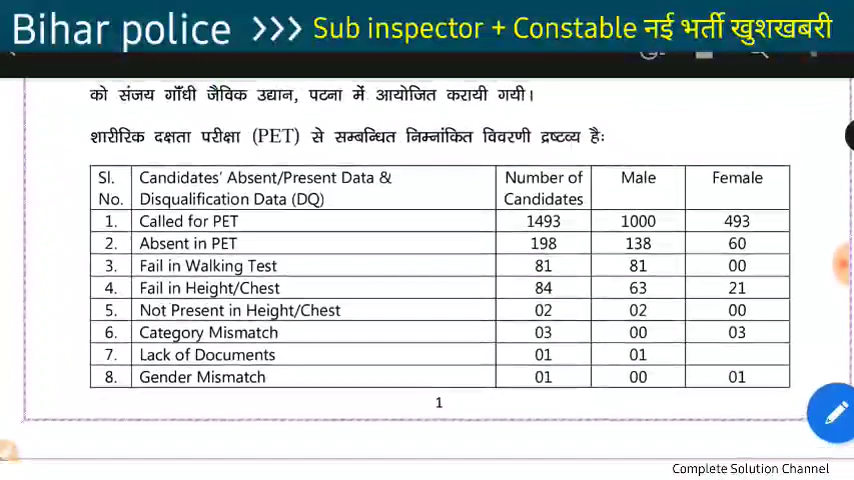 Bihar police >>> Sub inspector + Constable नई भर्ती खुशखबरी
को संजय गाँधी जैविक उद्यान, पटना में आयोजित करायी गयी।
शारीरिक दक्षता परीक्षा (PET) से सम्बन्धित निम्नांकित विवरणी द्रष्टव्य हैः
Sl. No. Candidates' Absent/Present Data & Disqualification Data (DQ) Number of Candidates Male Female
1. Called for PET 1493 1000 493
2. Absent in PET 198 138 60
3. Fail in Walking Test 81 81 00
4. Fail in Height/Chest 84 63 21
5. Not Present in Height/Chest 02 02 00
6. Category Mismatch 03 00 03
7. Lack of Documents 01 01
8. Gender Mismatch 01 00 01
1
Complete Solution Channel